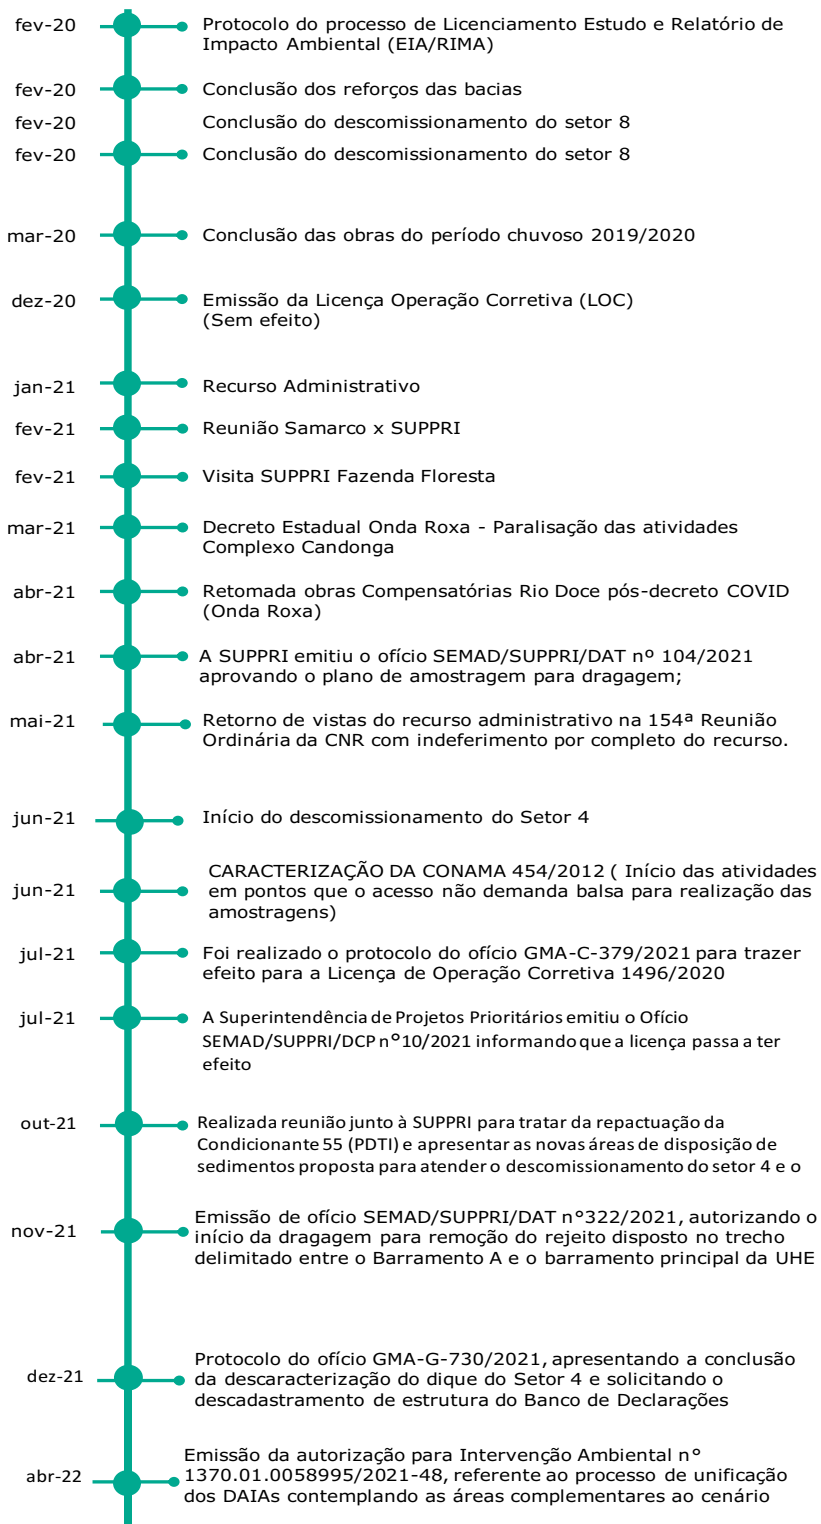 fev-20 Protocolo do processo de Licenciamento Estudo e Relatório de
Impacto Ambiental (EIA/RIMA)
fev-20 Conclusão dos reforços das bacias
fev-20 Conclusão do descomissionamento do setor 8
fev-20 Conclusão do descomissionamento do setor 8
mar-20 Conclusão das obras do período chuvoso 2019/2020
dez-20 Emissão da Licença Operação Corretiva (LOC)
(Sem efeito)
jan-21 Recurso Administrativo
fev-21 Reunião Samarco x SUPPRI
fev-21 Visita SUPPRI Fazenda Floresta
mar-21 Decreto Estadual Onda Roxa - Paralisação das atividades
Complexo Candonga
abr-21 Retomada obras Compensatórias Rio Doce pós-decreto COVID
(Onda Roxa)
abr-21 A SUPPRI emitiu o ofício SEMAD/SUPPRI/DAT nº 104/2021
aprovando o plano de amostragem para dragagem;
mai-21 Retorno de vistas do recurso administrativo na 154ª Reunião
Ordinária da CNR com indeferimento por completo do recurso.
jun-21 Início do descomissionamento do Setor 4
jun-21 CARACTERIZAÇÃO DA CONAMA 454/2012 ( Início das atividades
em pontos que o acesso não demanda balsa para realização das
amostragens)
jul-21 Foi realizado o protocolo do ofício GMA-C-379/2021 para trazer
efeito para a Licença de Operação Corretiva 1496/2020
jul-21 A Superintendência de Projetos Prioritários emitiu o Ofício
SEMAD/SUPPRI/DCP nº10/2021 informando que a licença passa a ter
efeito
out-21 Realizada reunião junto à SUPPRI para tratar da repactuação da
Condicionante 55 (PDTI) e apresentar as novas áreas de disposição de
sedimentos proposta para atender o descomissionamento do setor 4 e o
nov-21 Emissão de ofício SEMAD/SUPPRI/DAT n°322/2021, autorizando o
início da dragagem para remoção do rejeito disposto no trecho
delimitado entre o Barramento A e o barramento principal da UHE
dez-21 Protocolo do ofício GMA-G-730/2021, apresentando a conclusão
da descaracterização do dique do Setor 4 e solicitando o
descadastramento de estrutura do Banco de Declarações
abr-22 Emissão da autorização para Intervenção Ambiental n°
1370.01.0058995/2021-48, referente ao processo de unificação
dos DAIAs contemplando as áreas complementares ao cenário